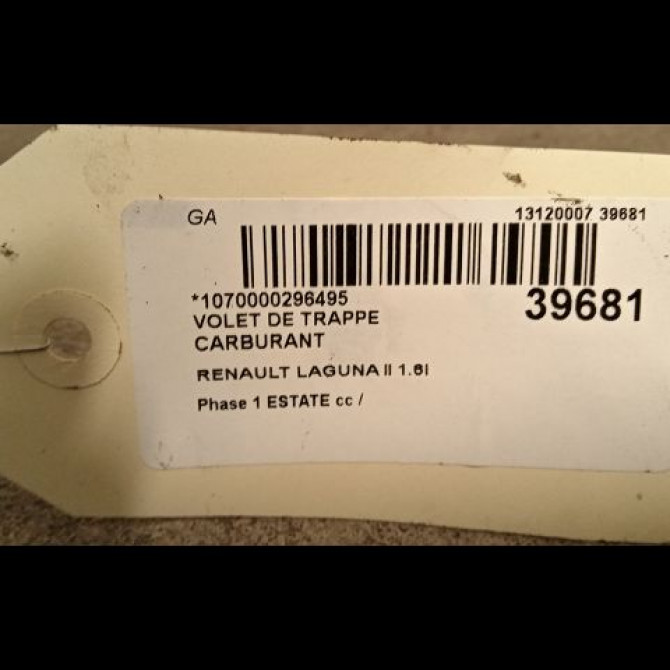 GA
13120007 39681
*1070000296495
39681
VOLET DE TRAPPE
CARBURANT
RENAULT LAGUNA II 1.6I
Phase 1 ESTATE cc /